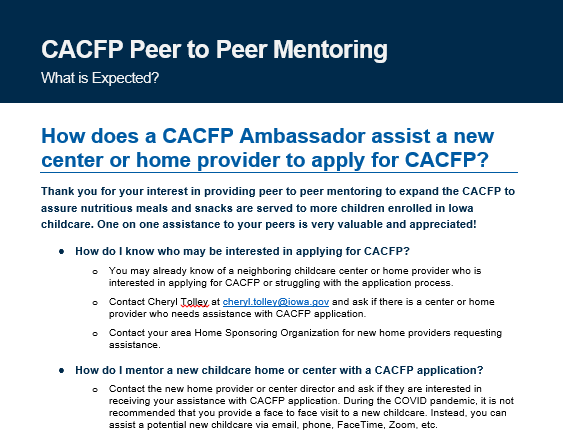 CACFP Peer to Peer Mentoring
What is Expected?
How does a CACFP Ambassador assist a new
center or home provider to apply for CACFP?
Thank you for your interest in providing peer to peer mentoring to expand the CACFP to
assure nutritious meals and snacks are served to more children enrolled in Iowa
childcare. One on one assistance to your peers is very valuable and appreciated!
● How do I know who may be interested in applying for CACFP?
o You may already know of a neighboring childcare center or home provider who is
interested in applying for CACFP or struggling with the application process.
o Contact Cheryl Tolley at cheryl.tolley@iowa.gov and ask if there is a center or home
provider who needs assistance with CACFP application.
o Contact your area Home Sponsoring Organization for new home providers requesting
assistance.
● How do I mentor a new childcare home or center with a CACFP application?
o Contact the new home provider or center director and ask if they are interested in
receiving your assistance with CACFP application. During the COVID pandemic, it is not
recommended that you provide a face to face visit to a new childcare. Instead, you can
assist a potential new childcare via email, phone, FaceTime, Zoom, etc.